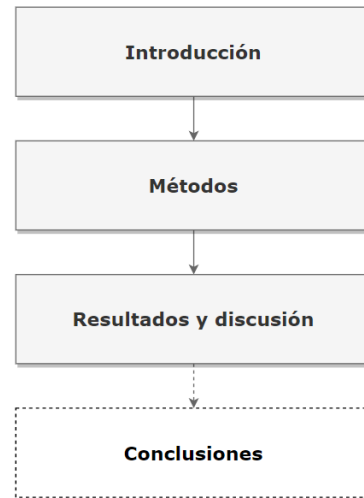 Introducción
Métodos
Resultados y discusión
Conclusiones